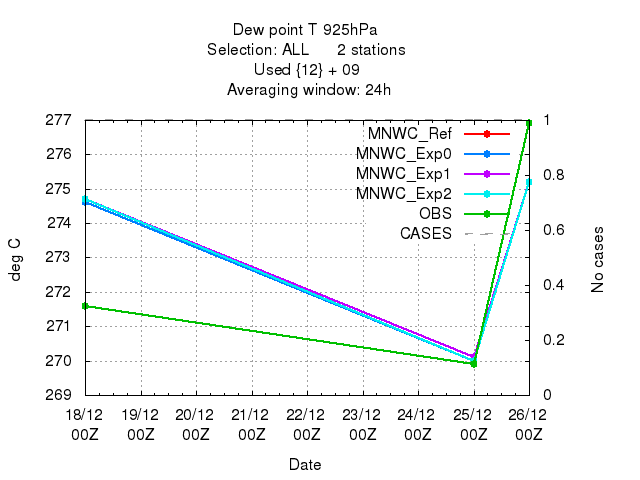 Dew point T 925hPa
Selection: ALL 2 stations
Used {12} + 09
Averaging window: 24h
277 1
MNWC_Ref
276 MNWC_Exp0
0.8
MNWC_Exp1
275 MNWC_Exp2
OBS
274 0.6
CASES
deg C
273
No cases
272 0.4
271
0.2
270
269 0
18/12 19/12 20/12 21/12 22/12 23/12 24/12 25/12 26/12
00Z 00Z 00Z 00Z 00Z 00Z 00Z 00Z 00Z
Date